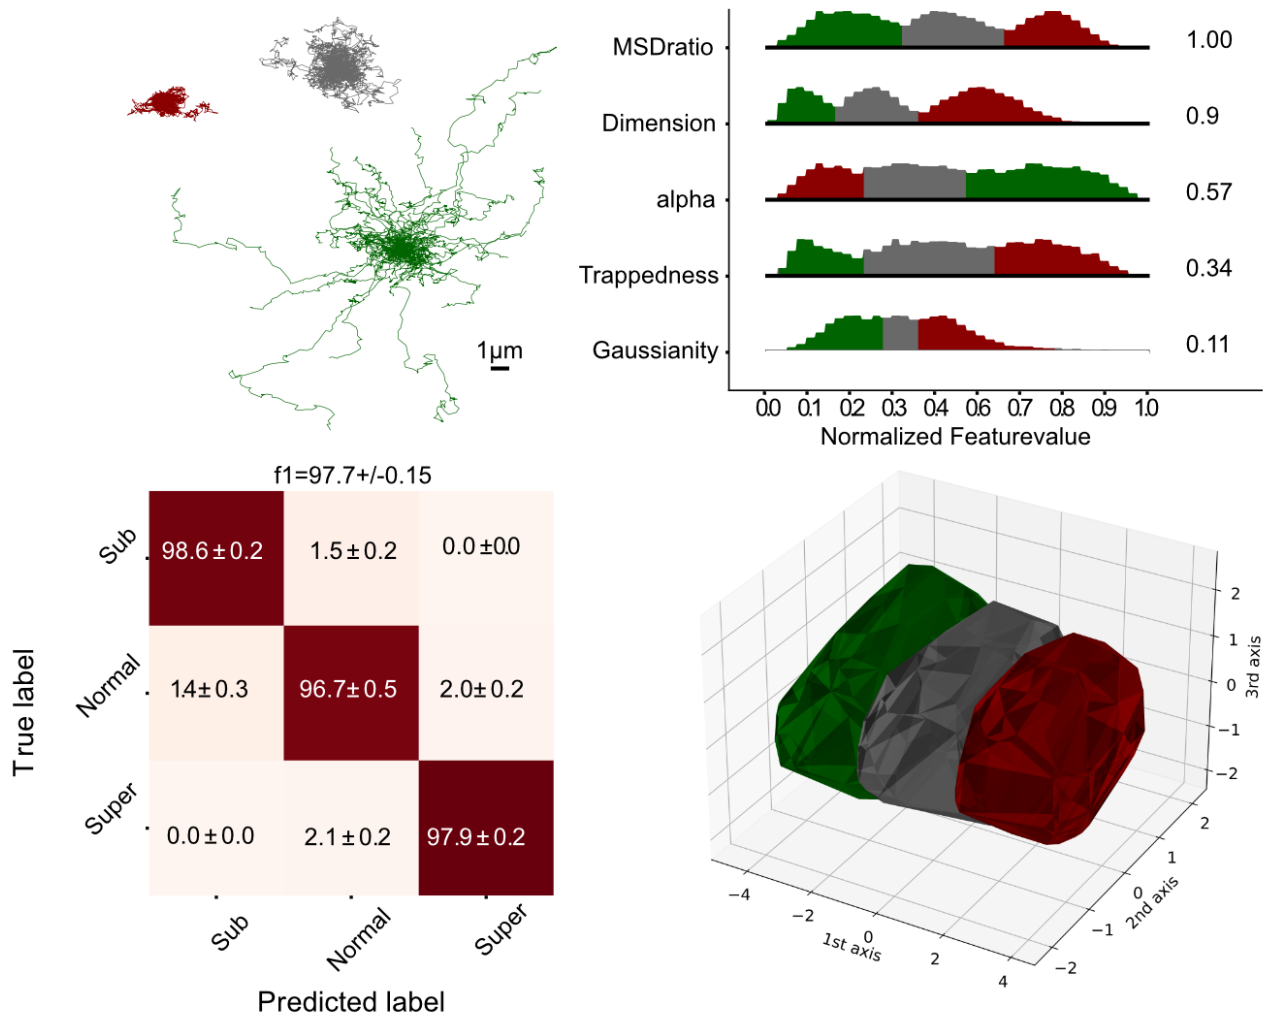 1μm
MSDratio 1.00
Dimension 0.9
alpha 0.57
Trappedness 0.34
Gaussianity 0.11
0.0 0.1 0.2 0.3 0.4 0.6 0.7 0.8 0.9 1.0
Normalized Featurevalue
f1=97.7+/-0.15
True label
Sub 98.6±0.2 1.5±0.2 0.0±0.0
Normal 1.4±0.3 96.7±0.5 2.0±0.2
Super 0.0±0.0 2.1±0.2 97.9±0.2
Sub Normal Super
Predicted label
−4 −2 0 2 4
1st axis
−2 −1 0 1 2
2nd axis
2 1 0 −1 −2
3rd axis